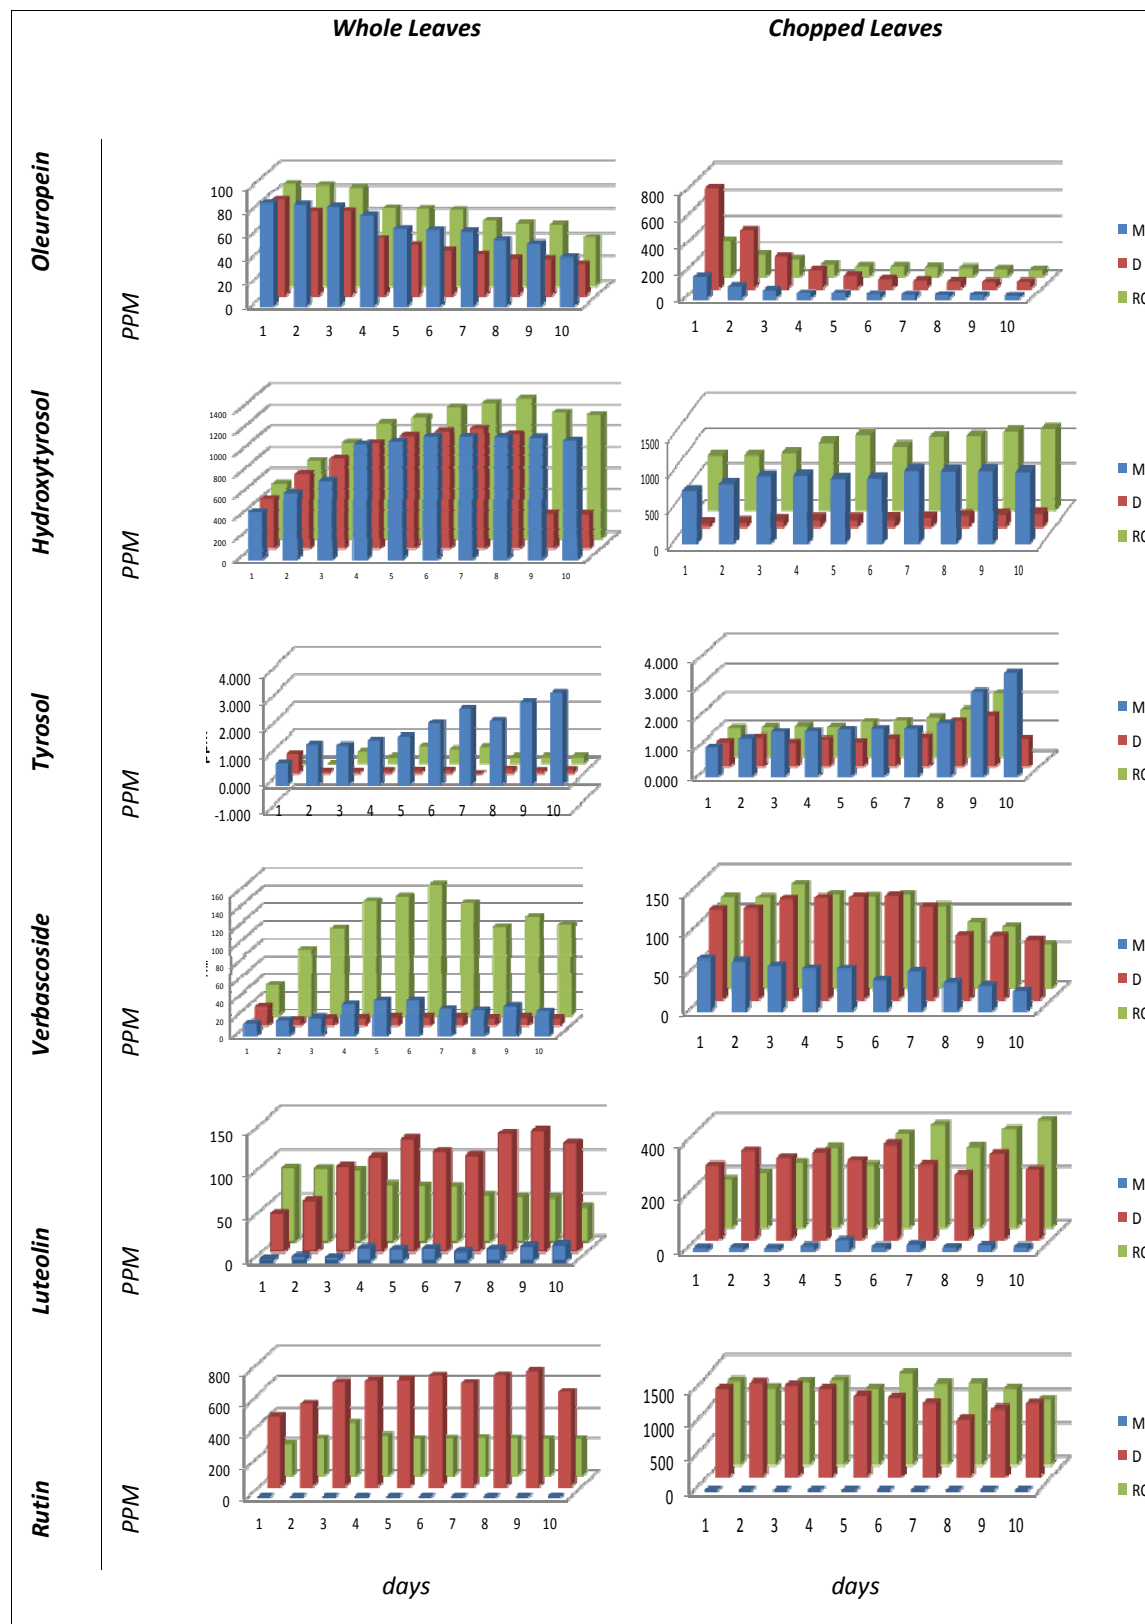 Whole Leaves Chopped Leaves
Oleuropein
PPM
100
80
60
40
20
0
1 2 3 4 5 6 7 8 9 10
800
600
400
200
0
1 2 3 4 5 6 7 8 9 10
M
D
Hydroxytyrosol
PPM
1400
1200
1000
800
600
400
200
0
1 2 3 4 5 6 7 8 9 10
1500
1000
500
0
1 2 3 4 5 6 7 8 9 10
M
D
Tyrosol
PPM
4.000
3.000
2.000
1.000
0.000
-1.000
1 2 3 4 5 6 7 8 9 10
4.000
3.000
2.000
1.000
0.000
1 2 3 4 5 6 7 8 9 10
M
D
Verbascoside
PPM
160
140
120
100
80
60
40
20
0
1 2 3 4 5 6 7 8 9 10
150
100
50
0
1 2 3 4 5 6 7 8 9 10
M
D
Luteolin
PPM
150
100
50
0
1 2 3 4 5 6 7 8 9 10
400
200
0
1 2 3 4 5 6 7 8 9 10
M
D
Rutin
PPM
800
600
400
200
0
1 2 3 4 5 6 7 8 9 10
1500
1000
500
0
1 2 3 4 5 6 7 8 9 10
M
D
days days